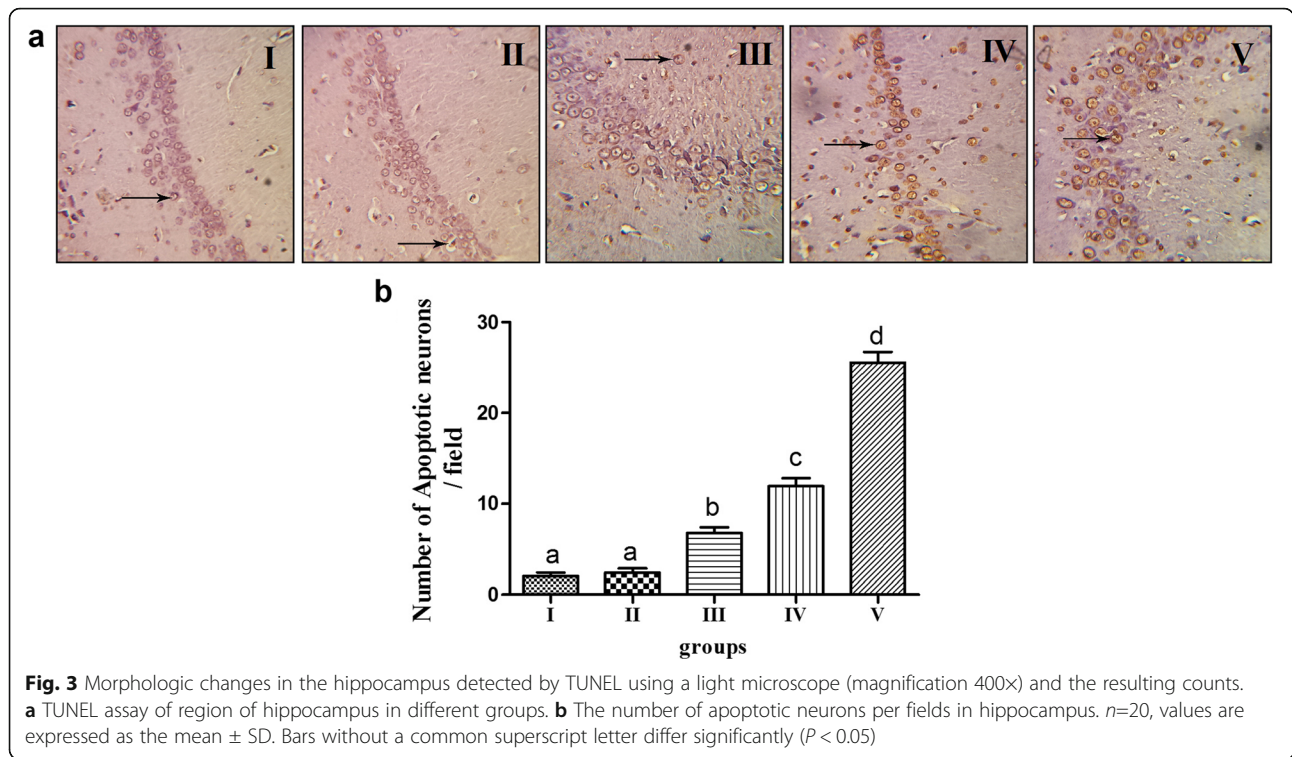 a
I
II
III
IV
V
b
Number of Apoptotic neurons
/ field
30
20
10
0
a
a
b
c
d
I
II
III
IV
V
groups
Fig. 3 Morphologic changes in the hippocampus detected by TUNEL using a light microscope (magnification 400×) and the resulting counts.
a TUNEL assay of region of hippocampus in different groups. b The number of apoptotic neurons per fields in hippocampus. n=20, values are
expressed as the mean ± SD. Bars without a common superscript letter differ significantly (P < 0.05)